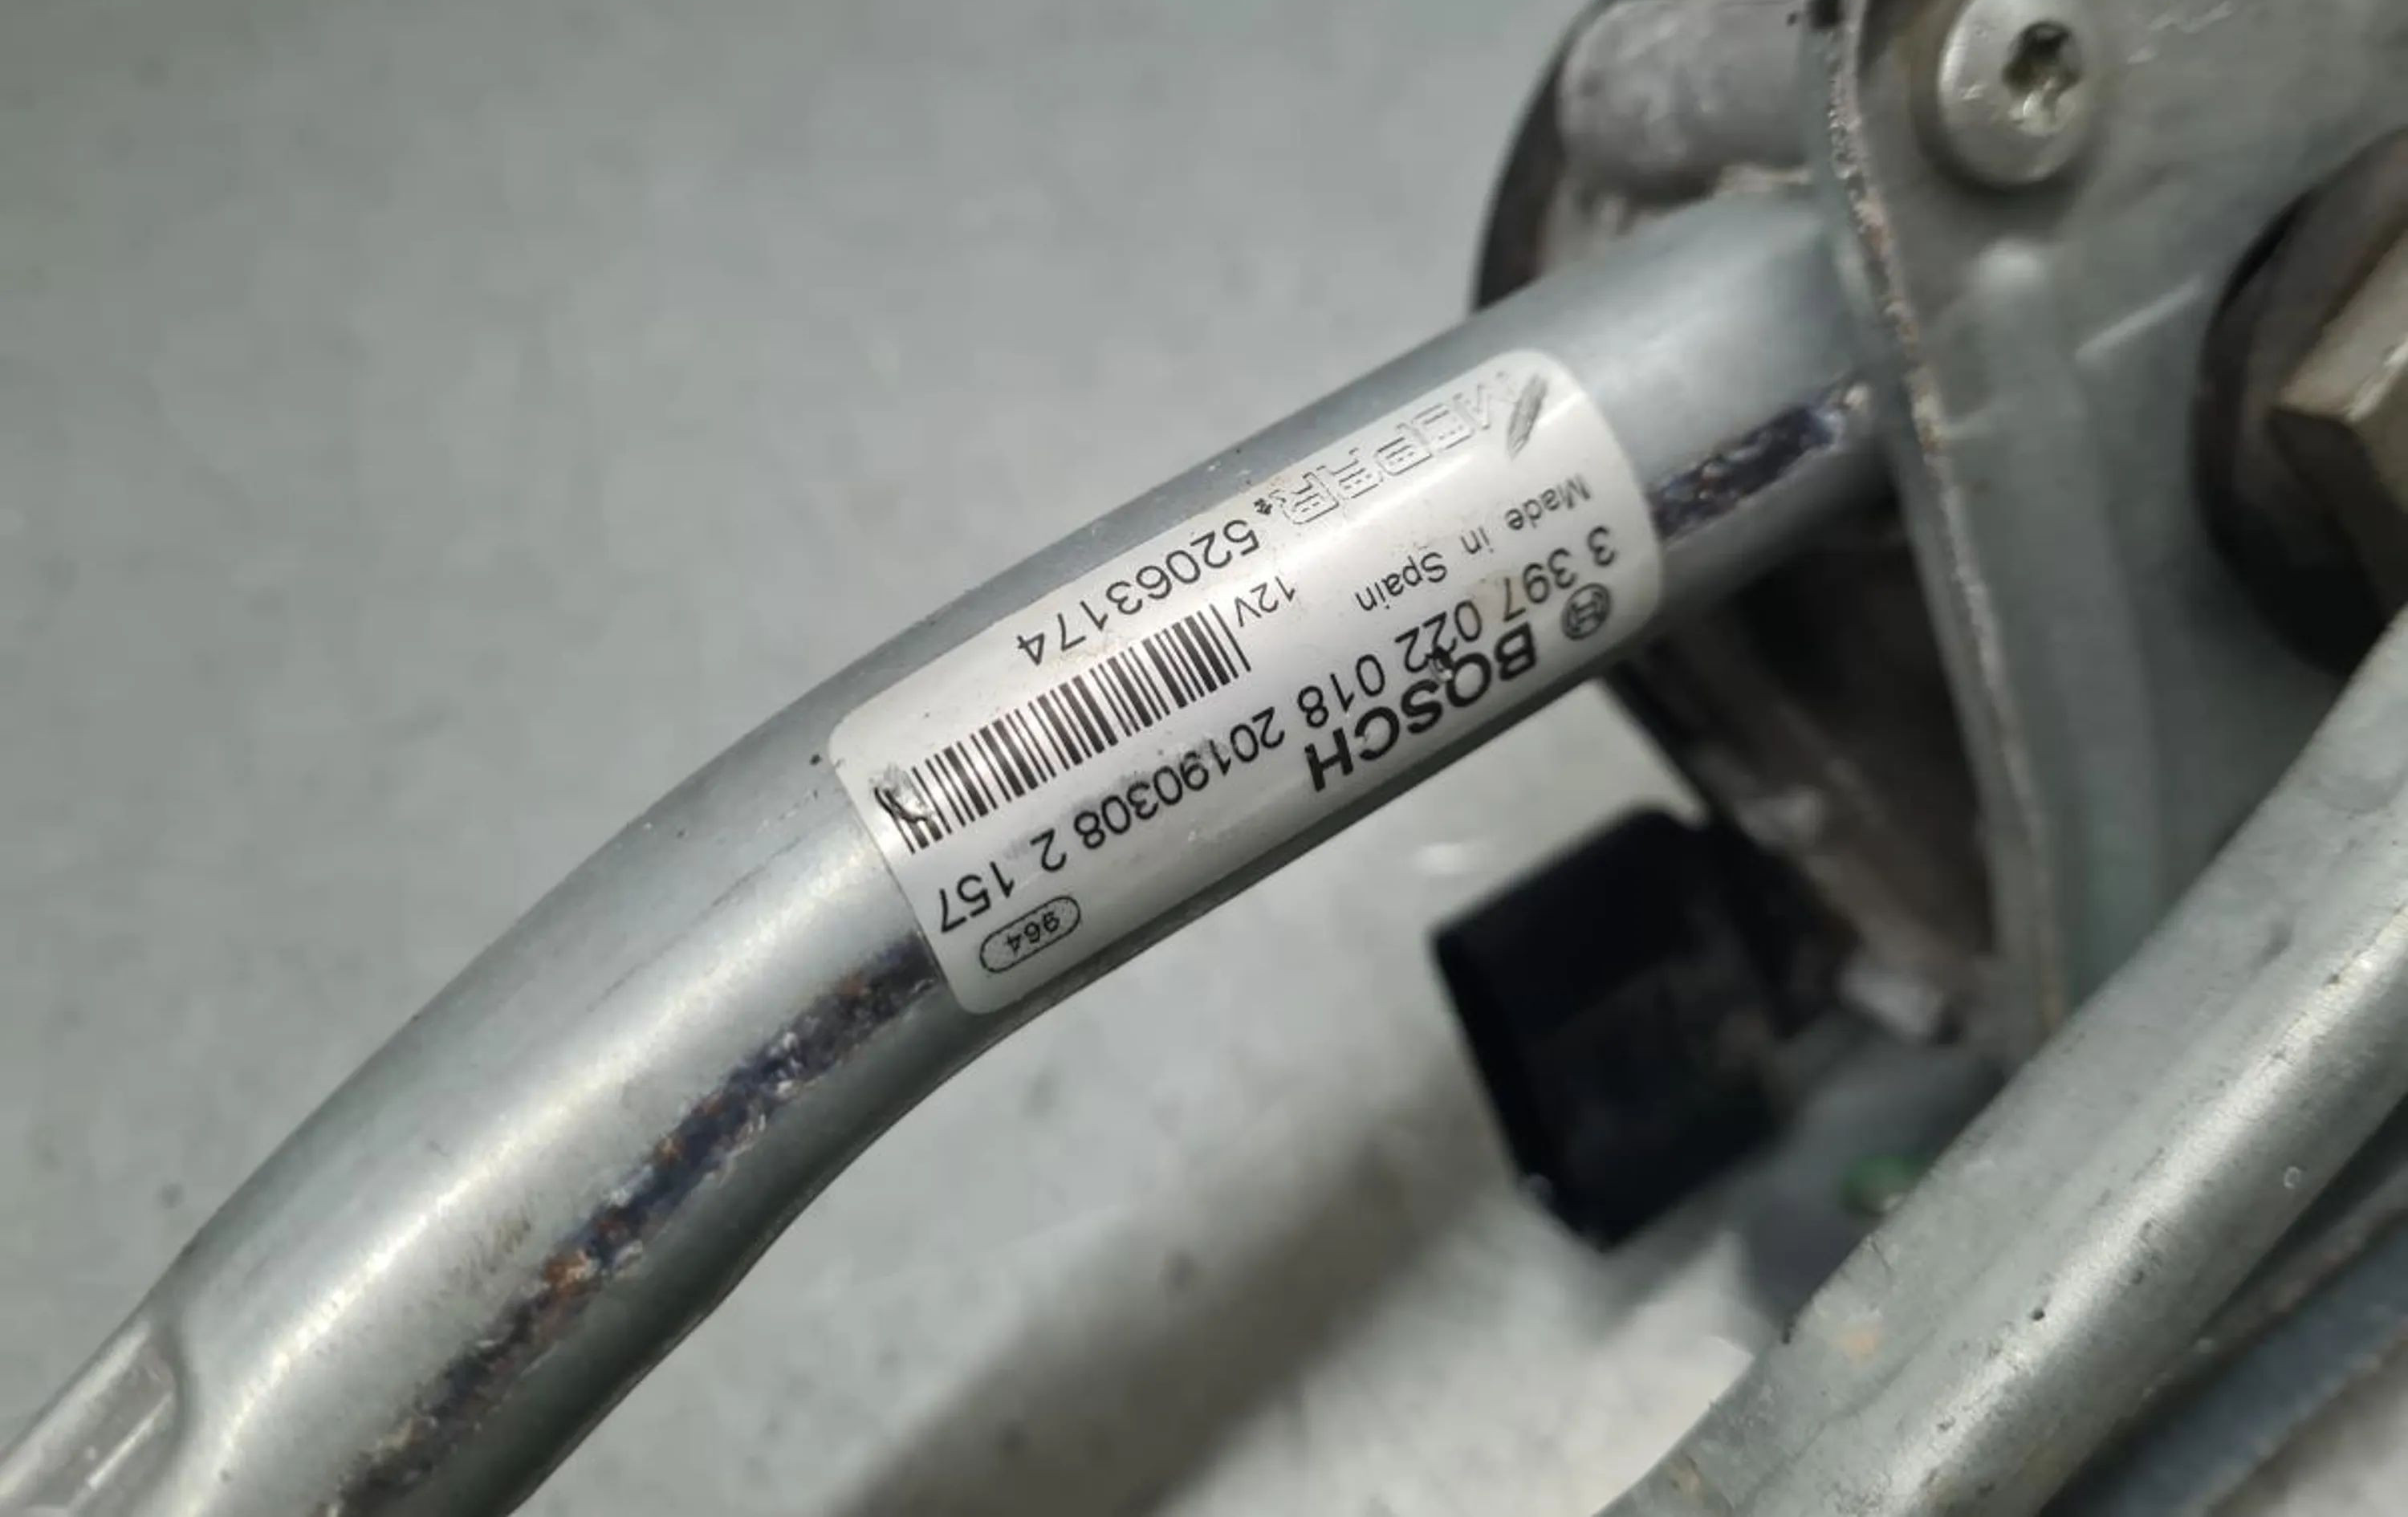 BOSCH
964
3 397 022 018 20190308 2 157
Made in Spain
12V
MOPAR 52063174